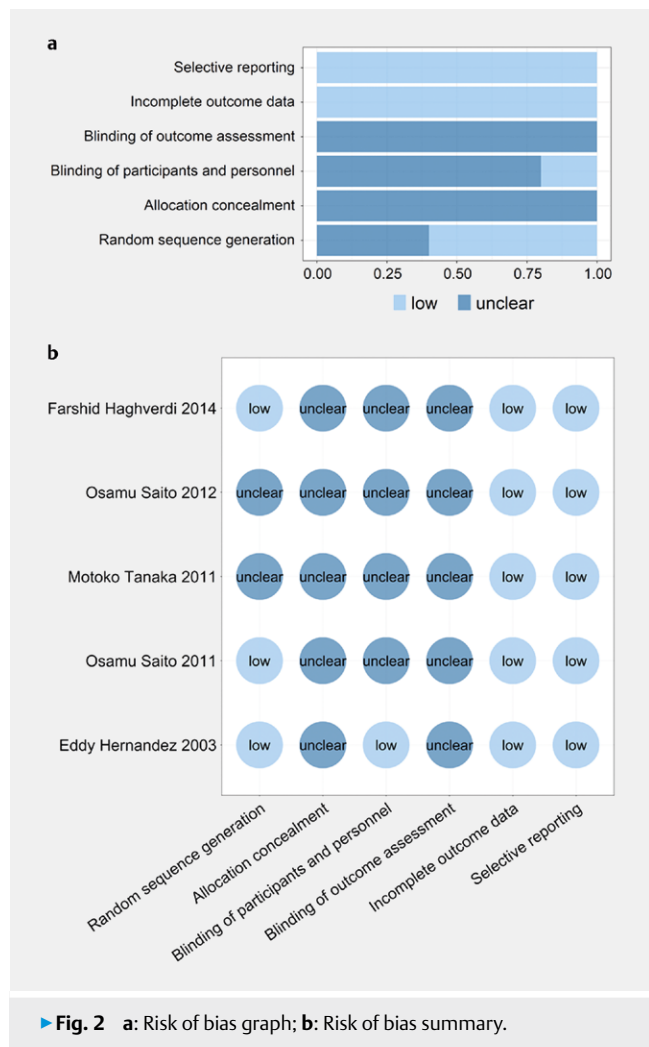 a
Selective reporting
Incomplete outcome data
Blinding of outcome assessment
Blinding of participants and personnel
Allocation concealment
Random sequence generation
0.00 0.25 0.50 0.75 1.00
low unclear
b
Farshid Haghverdi 2014 low unclear unclear unclear low low
Osamu Saito 2012 unclear unclear unclear unclear low low
Motoko Tanaka 2011 unclear unclear unclear unclear low low
Osamu Saito 2011 low unclear unclear unclear low low
Eddy Hernandez 2003 low unclear low unclear low low
Random sequence generation
Allocation concealment
Blinding of participants and personnel
Blinding of outcome assessment
Incomplete outcome data
Selective reporting
►Fig. 2 a: Risk of bias graph; b: Risk of bias summary.